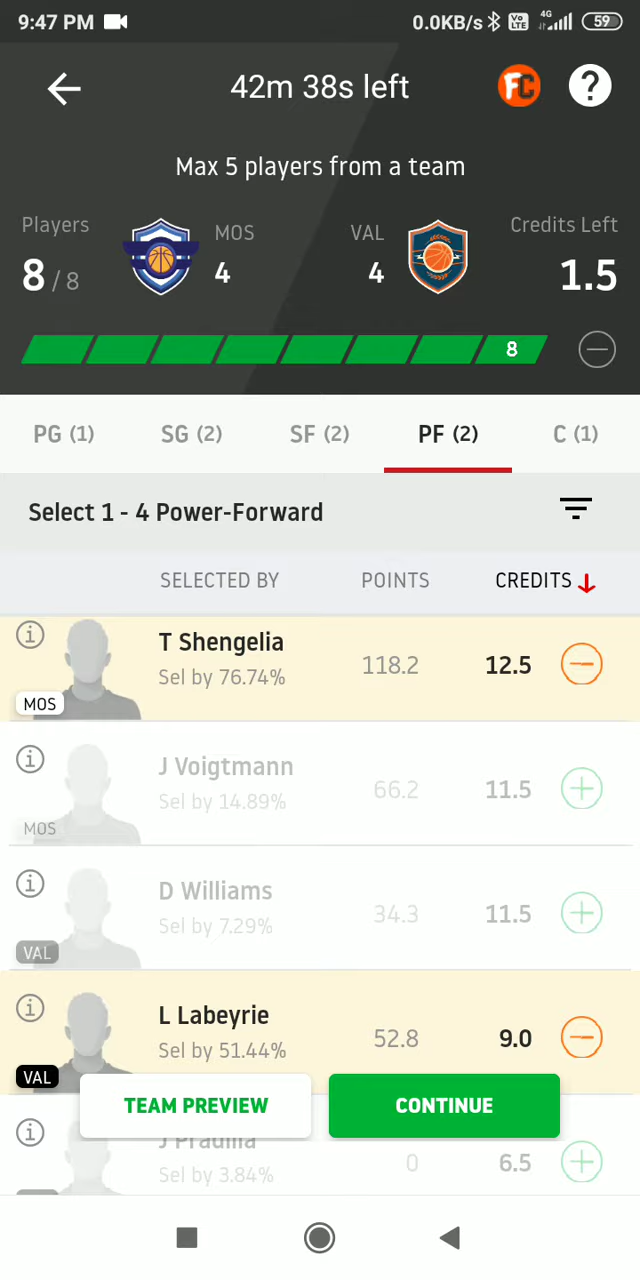 9:47 PM
0.0KB/s Vo LTE 4G 59
42m 38s left
FC ?
Max 5 players from a team
Players
MOS
VAL
Credits Left
8 / 8
4
4
1.5
8
PG (1) SG (2) SF (2) PF (2) C (1)
Select 1 - 4 Power-Forward
SELECTED BY POINTS CREDITS
T Shengelia
Sel by 76.74%
118.2 12.5
MOS
J Voigtmann
Sel by 14.89%
66.2 11.5
MOS
D Williams
Sel by 7.29%
34.3 11.5
VAL
L Labeyrie
Sel by 51.44%
52.8 9.0
VAL
TEAM PREVIEW CONTINUE
J Pradilla
Sel by 3.84%
0 6.5